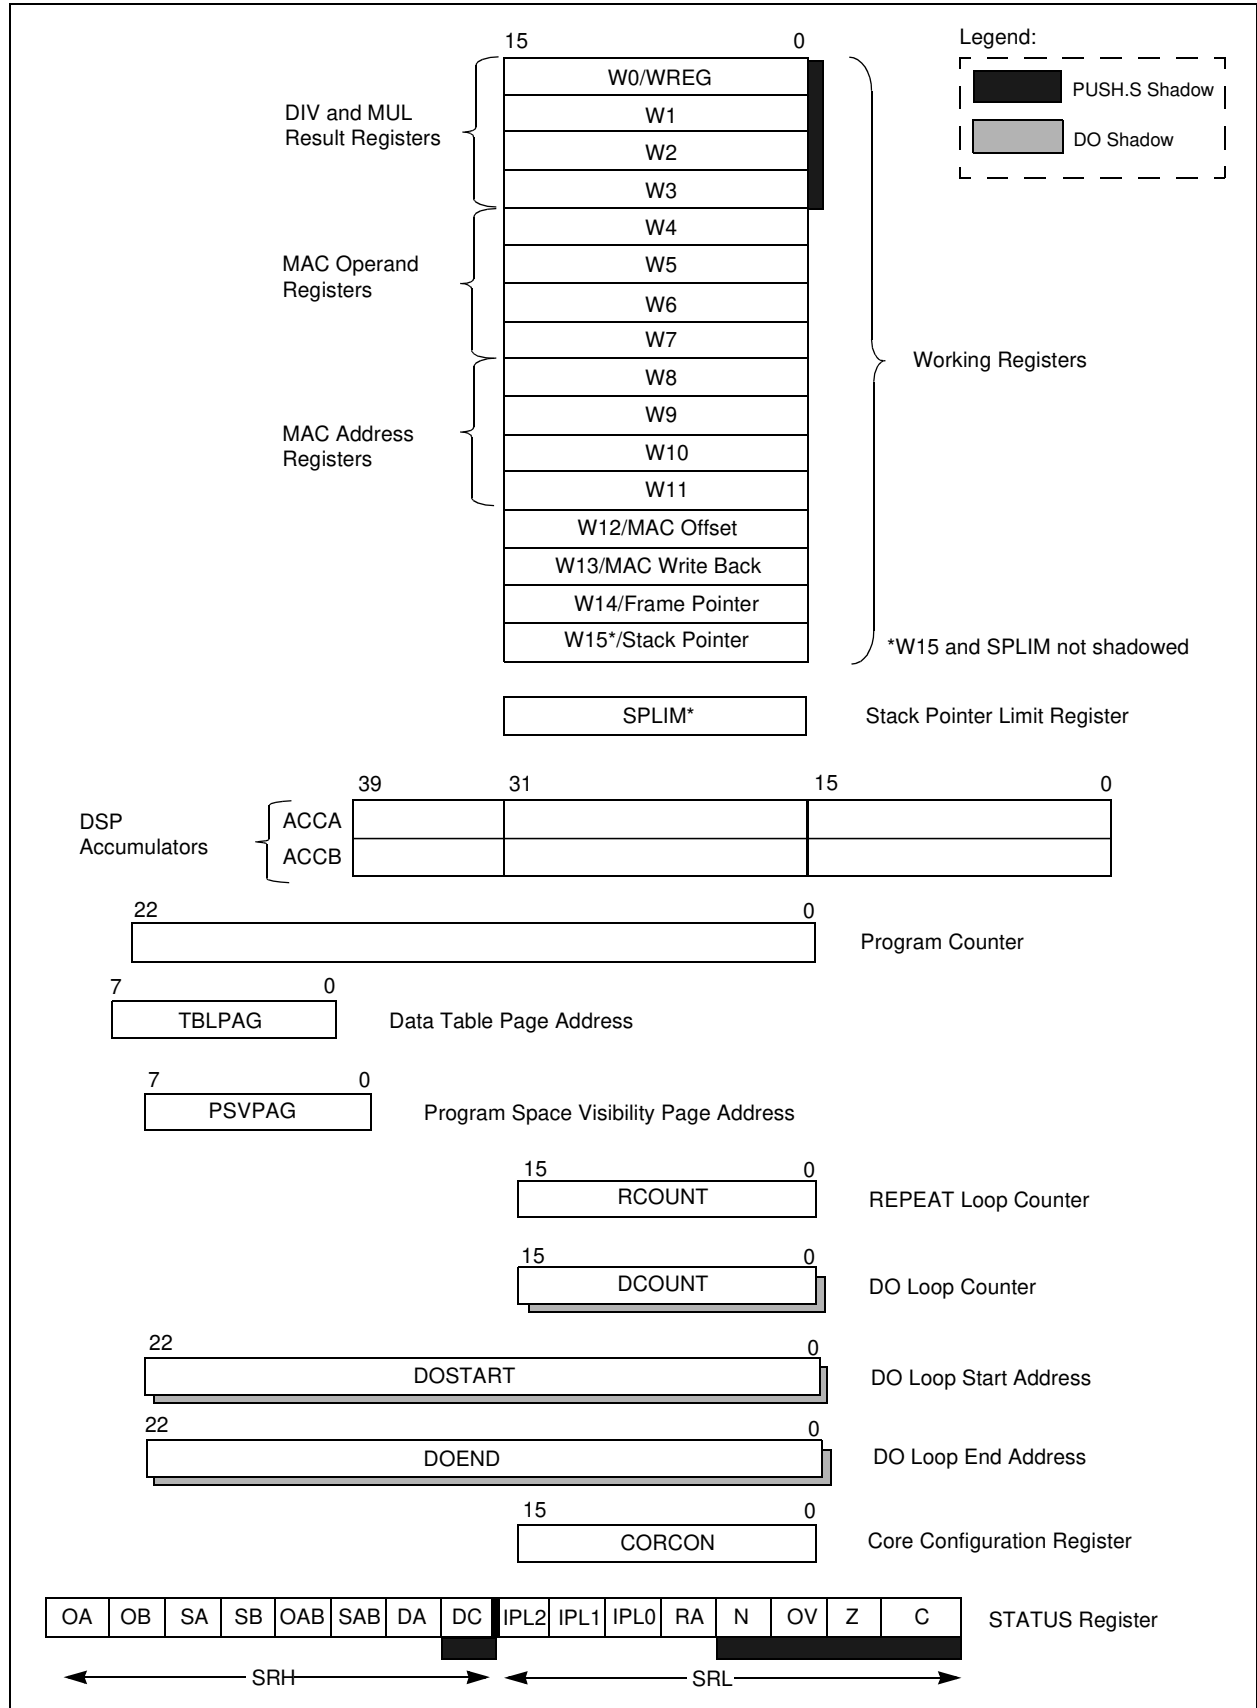 15 0
Legend:
W0/WREG
PUSH.S Shadow
DIV and MUL
Result Registers
W1
W2
DO Shadow
W3
W4
MAC Operand
Registers
W5
W6
W7
Working Registers
W8
W9
MAC Address
Registers
W10
W11
W12/MAC Offset
W13/MAC Write Back
W14/Frame Pointer
W15*/Stack Pointer
*W15 and SPLIM not shadowed
SPLIM* Stack Pointer Limit Register
39 31 15 0
DSP
Accumulators
ACCA
ACCB
22 0
Program Counter
7 0
TBLPAG Data Table Page Address
7 0
PSVPAG Program Space Visibility Page Address
15 0
RCOUNT REPEAT Loop Counter
15 0
DCOUNT DO Loop Counter
22 0
DOSTART DO Loop Start Address
22 0
DOEND DO Loop End Address
15 0
CORCON Core Configuration Register
OA OB SA SB OAB SAB DA DC IPL2 IPL1 IPL0 RA N OV Z C STATUS Register
SRH SRL